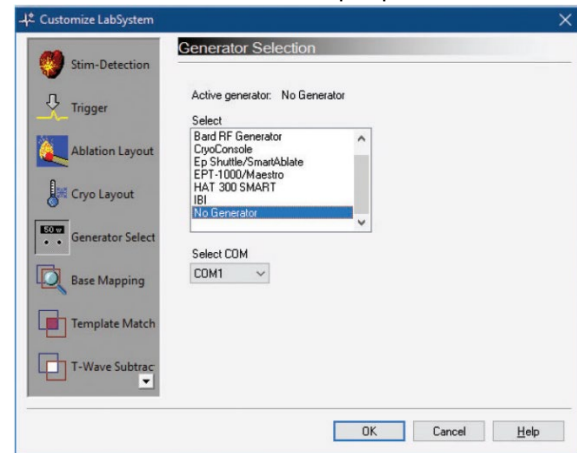 Customize LabSystem
Stim-Detection
Trigger
Ablation Layout
Cryo Layout
50 w
Generator Select
Base Mapping
Template Match
T-Wave Subtrac
Generator Selection
Active generator: No Generator
Select
Bard RF Generator
CryoConsole
Ep Shuttle/SmartAblate
EPT-1000/Maestro
HAT 300 SMART
IBI
No Generator
Select COM
COM1
OK Cancel Help